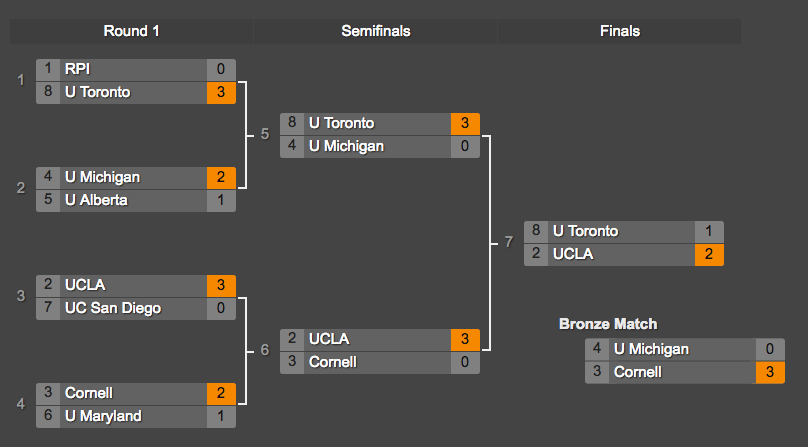 Round 1 Semifinals Finals
1
1 RPI 0
8 U Toronto 3
5
8 U Toronto 3
4 U Michigan 0
2
4 U Michigan 2
5 U Alberta 1
7
8 U Toronto 1
2 UCLA 2
3
2 UCLA 3
7 UC San Diego 0
6
2 UCLA 3
3 Cornell 0
Bronze Match
4 U Michigan 0
3 Cornell 3
4
3 Cornell 2
6 U Maryland 1